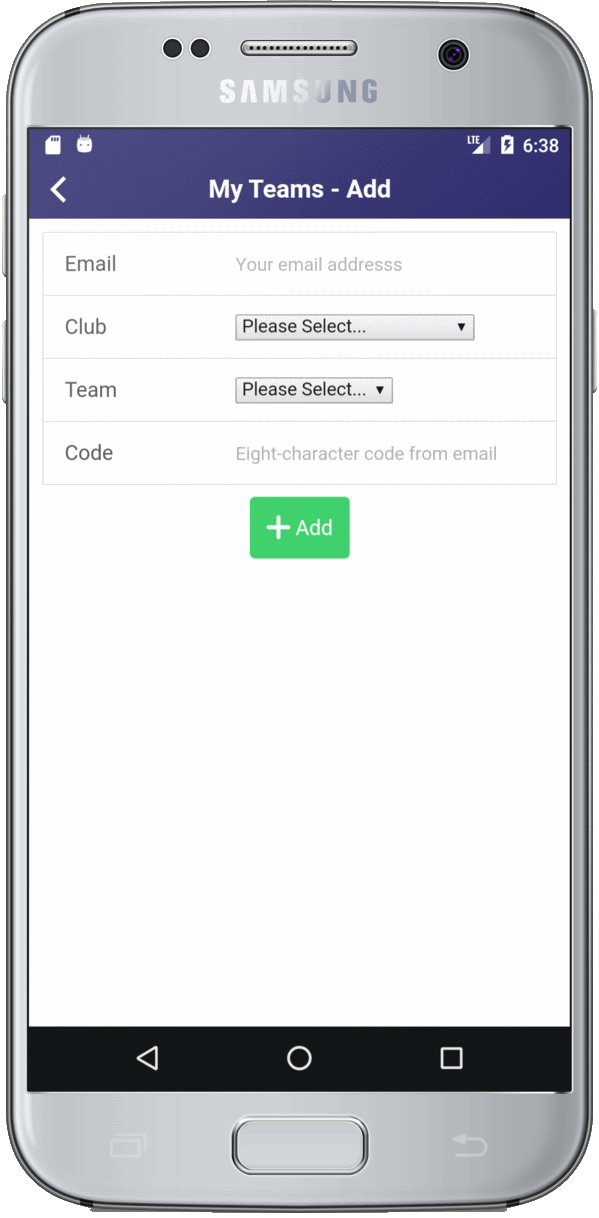 SAMSUNG
LTE 6:38
My Teams - Add
Email Your email addresss
Club Please Select...
Team Please Select...
Code Eight-character code from email
Add